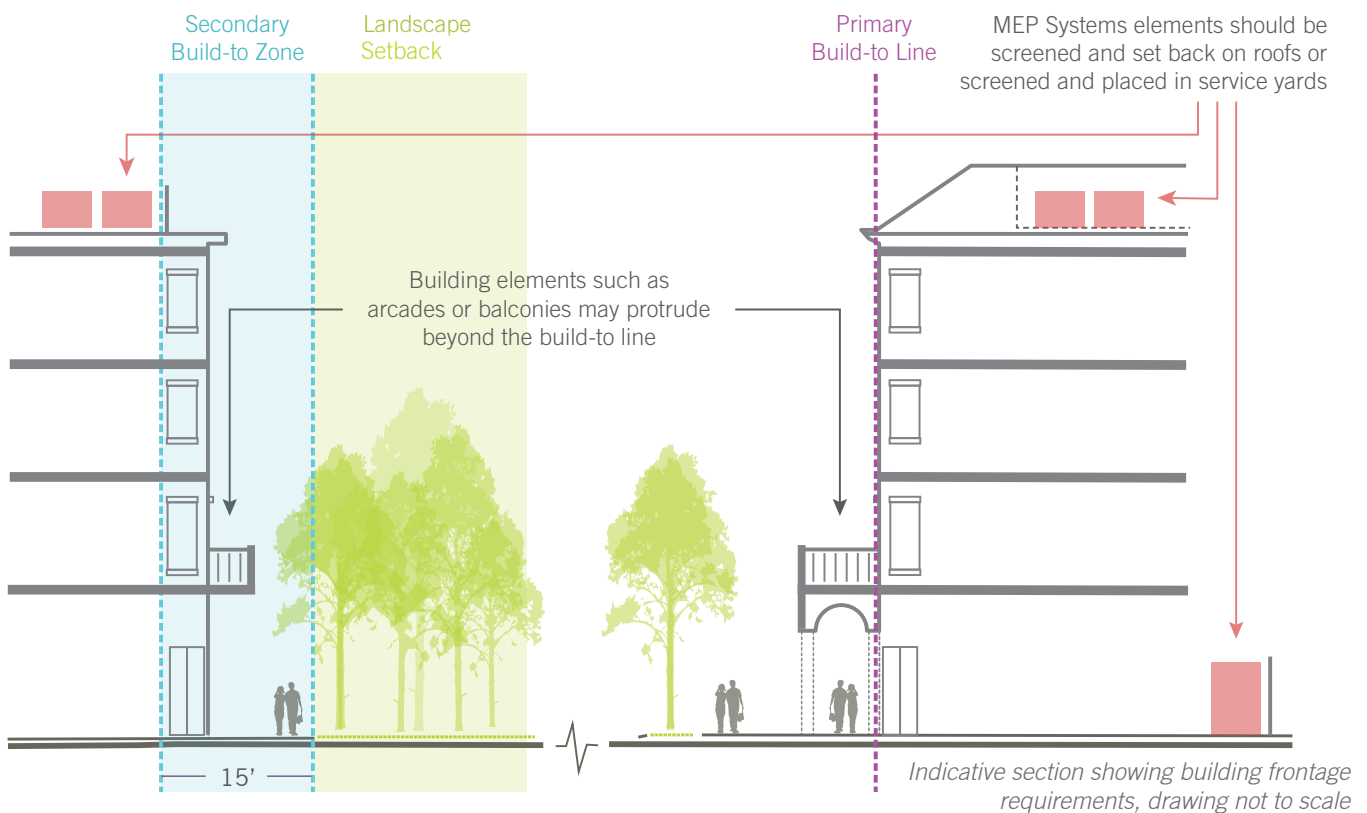 Secondary
Build-to Zone
Landscape
Setback
Primary
Build-to Line
MEP Systems elements should be
screened and set back on roofs or
screened and placed in service yards
Building elements such as
arcades or balconies may protrude
beyond the build-to line
15’
Indicative section showing building frontage
requirements, drawing not to scale